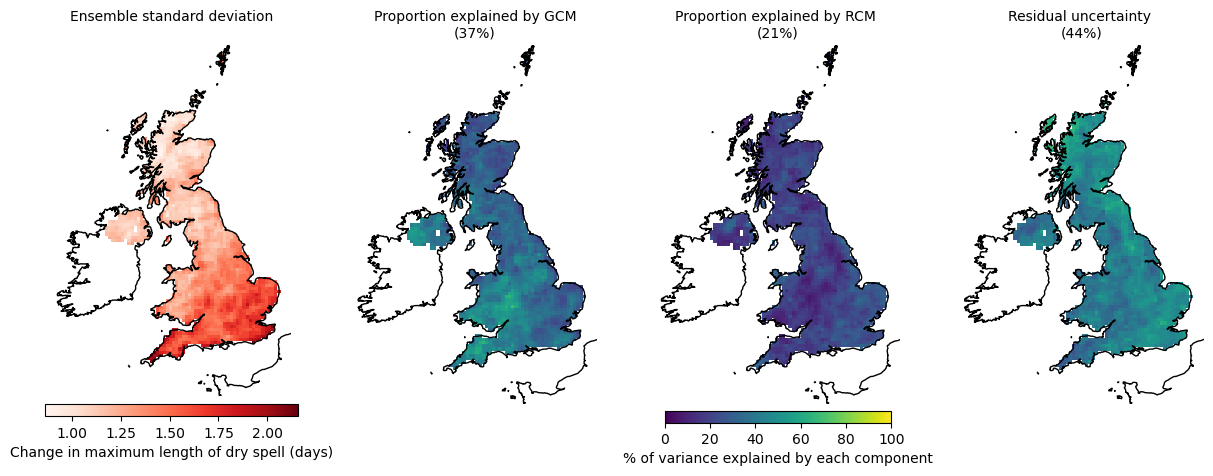 Ensemble standard deviation
Proportion explained by GCM
(37%)
Proportion explained by RCM
(21%)
Residual uncertainty
(44%)
1.00 1.25 1.50 1.75 2.00
Change in maximum length of dry spell (days)
0 20 40 60 80 100
% of variance explained by each component